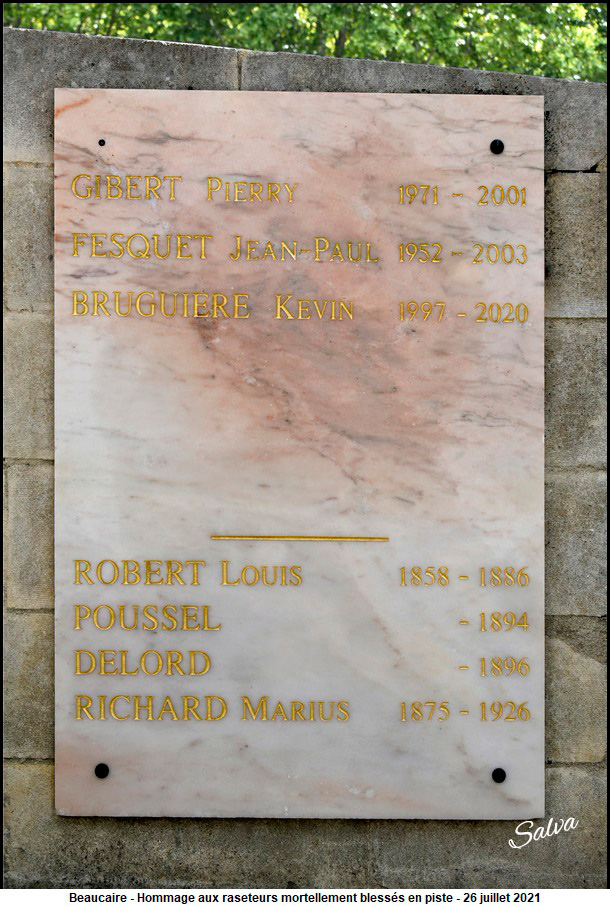 GIBERT PIERRY 1971 - 2001
FESQUET JEAN-PAUL 1952 - 2003
BRUGUIÈRE KEVIN 1997 - 2020
ROBERT LOUIS 1858 - 1886
POUSSEL - 1894
DELORD - 1896
RICHARD MARIUS 1875 - 1926
Salva
Beaucaire - Hommage aux raseteurs mortellement blessés en piste - 26 juillet 2021